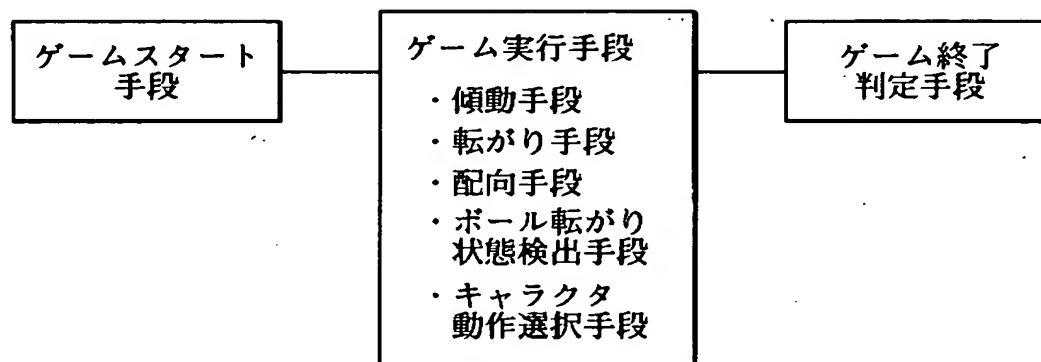 ゲームスタート
手段
ゲーム実行手段
・傾動手段
・転がり手段
・配向手段
・ボール転がり
状態検出手段
・キャラクタ
動作選択手段
ゲーム終了
判定手段